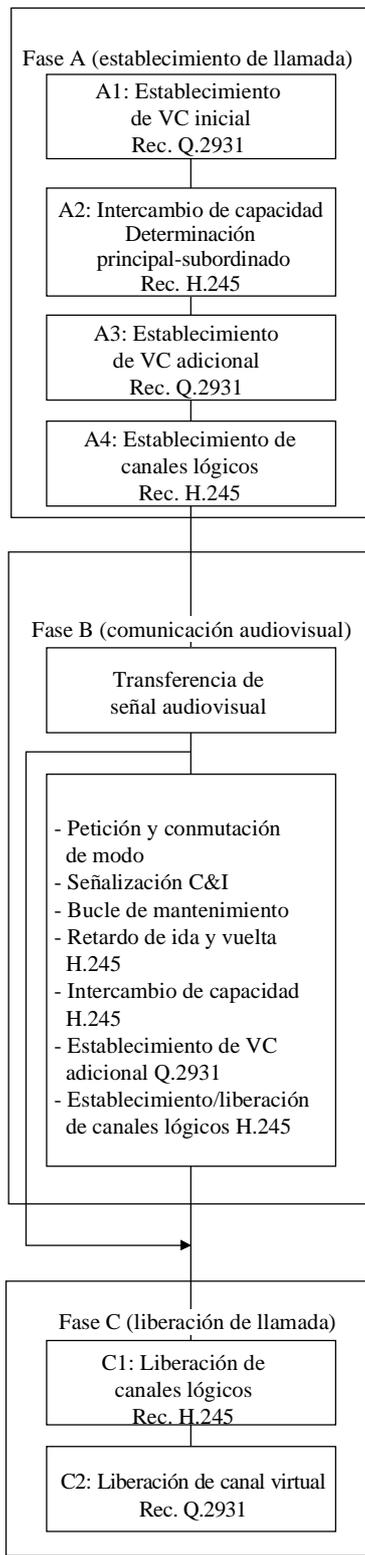 Fase A (establecimiento de llamada)
A1: Establecimiento
de VC inicial
Rec. Q.2931
A2: Intercambio de capacidad
Determinación
principal-subordinado
Rec. H.245
A3: Establecimiento
de VC adicional
Rec. Q.2931
A4: Establecimiento de
canales lógicos
Rec. H.245
Fase B (comunicación audiovisual)
Transferencia de
señal audiovisual
- Petición y conmutación
de modo
- Señalización C&I
- Bucle de mantenimiento
- Retardo de ida y vuelta
H.245
- Intercambio de capacidad
H.245
- Establecimiento de VC
adicional Q.2931
- Establecimiento/liberación
de canales lógicos H.245
Fase C (liberación de llamada)
C1: Liberación de
canales lógicos
Rec. H.245
C2: Liberación de canal virtual
Rec. Q.2931